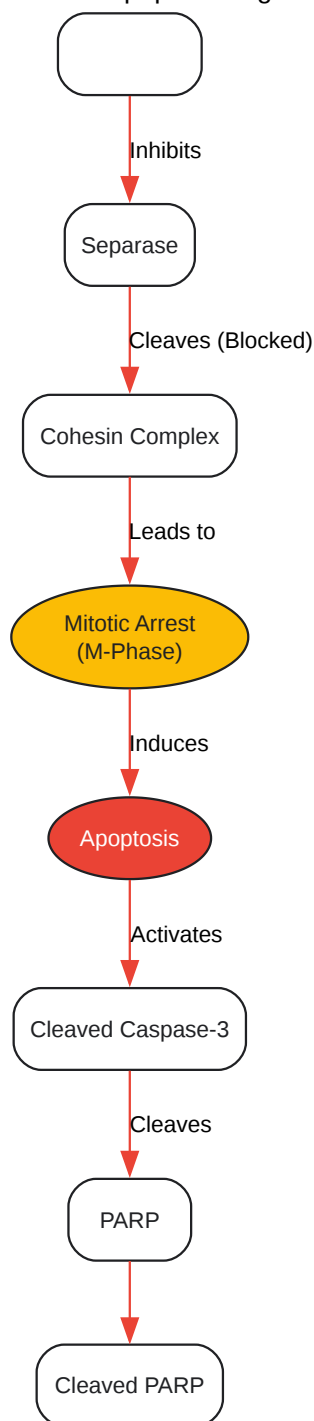 Inhibits
Separase
Cleaves (Blocked)
Cohesin Complex
Leads to
Mitotic Arrest
(M-Phase)
Induces
Apoptosis
Activates
Cleaved Caspase-3
Cleaves
PARP
Cleaved PARP